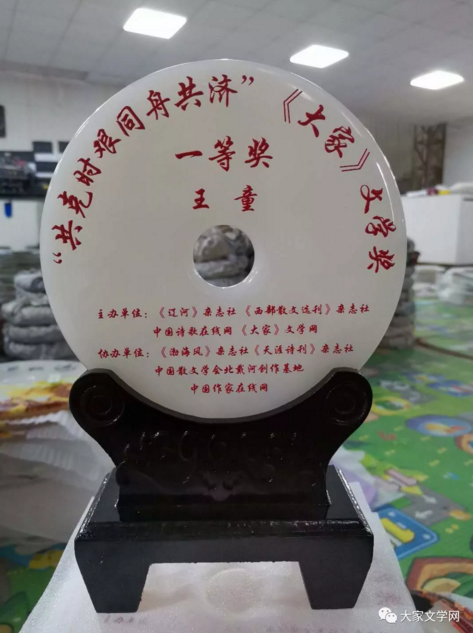 “共克时艰同舟共济”《大家》文学奖
一等奖
王童
主办单位：《辽河》杂志社《西部散文选刊》杂志社
中国诗歌在线网《大家》文学网
协办单位：《渤海风》杂志社《天涯诗刊》杂志社
中国散文学会北戴河创作基地
中国作家在线网
大家文学网